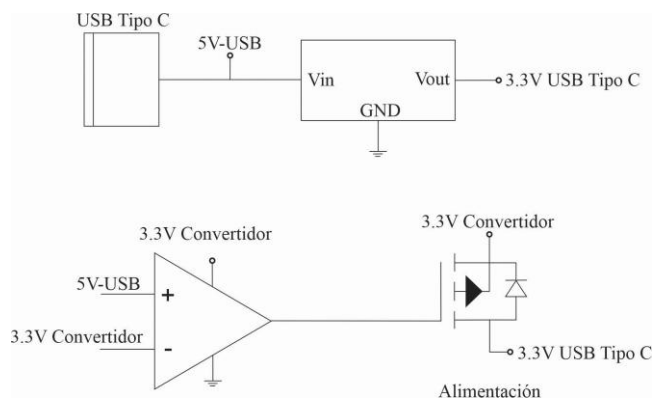 USB Tipo C
5V-USB
Vin
Vout
GND
3.3V USB Tipo C
3.3V Convertidor
5V-USB
+
3.3V Convertidor
-
3.3V Convertidor
3.3V USB Tipo C
Alimentación